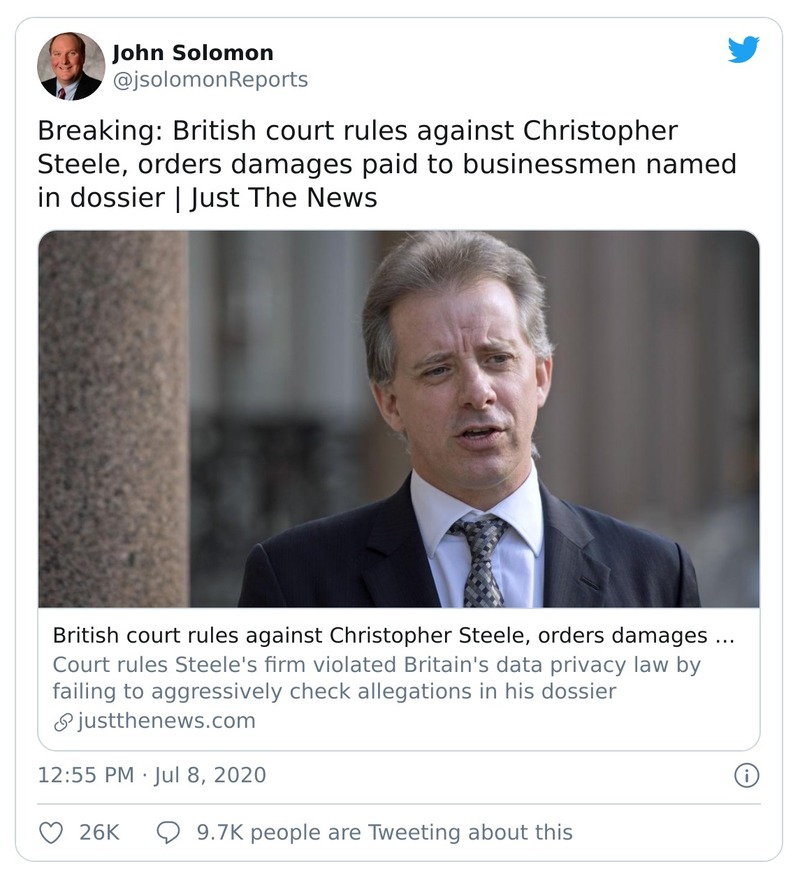 John Solomon
@jsolomonReports
Breaking: British court rules against Christopher
Steele, orders damages paid to businessmen named
in dossier | Just The News
British court rules against Christopher Steele, orders damages ...
Court rules Steele's firm violated Britain's data privacy law by
failing to aggressively check allegations in his dossier
justthenews.com
12:55 PM · Jul 8, 2020
26K 9.7K people are Tweeting about this